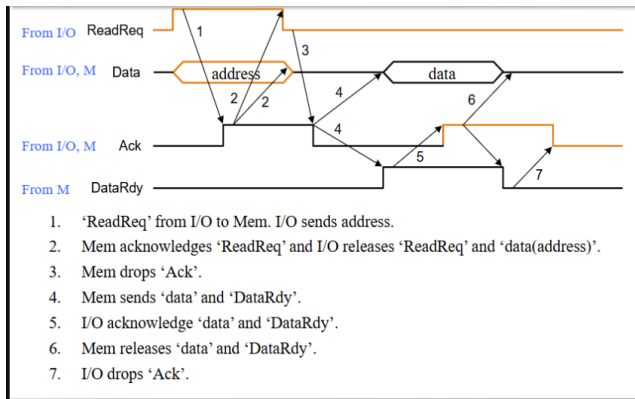 From I/O ReadReq
1
3
From I/O, M Data address data
2 2 4 6
4
From I/O, M Ack
5
7
From M DataRdy
1. ‘ReadReq’ from I/O to Mem. I/O sends address.
2. Mem acknowledges ‘ReadReq’ and I/O releases ‘ReadReq’ and ‘data(address)’.
3. Mem drops ‘Ack’.
4. Mem sends ‘data’ and ‘DataRdy’.
5. I/O acknowledge ‘data’ and ‘DataRdy’.
6. Mem releases ‘data’ and ‘DataRdy’.
7. I/O drops ‘Ack’.